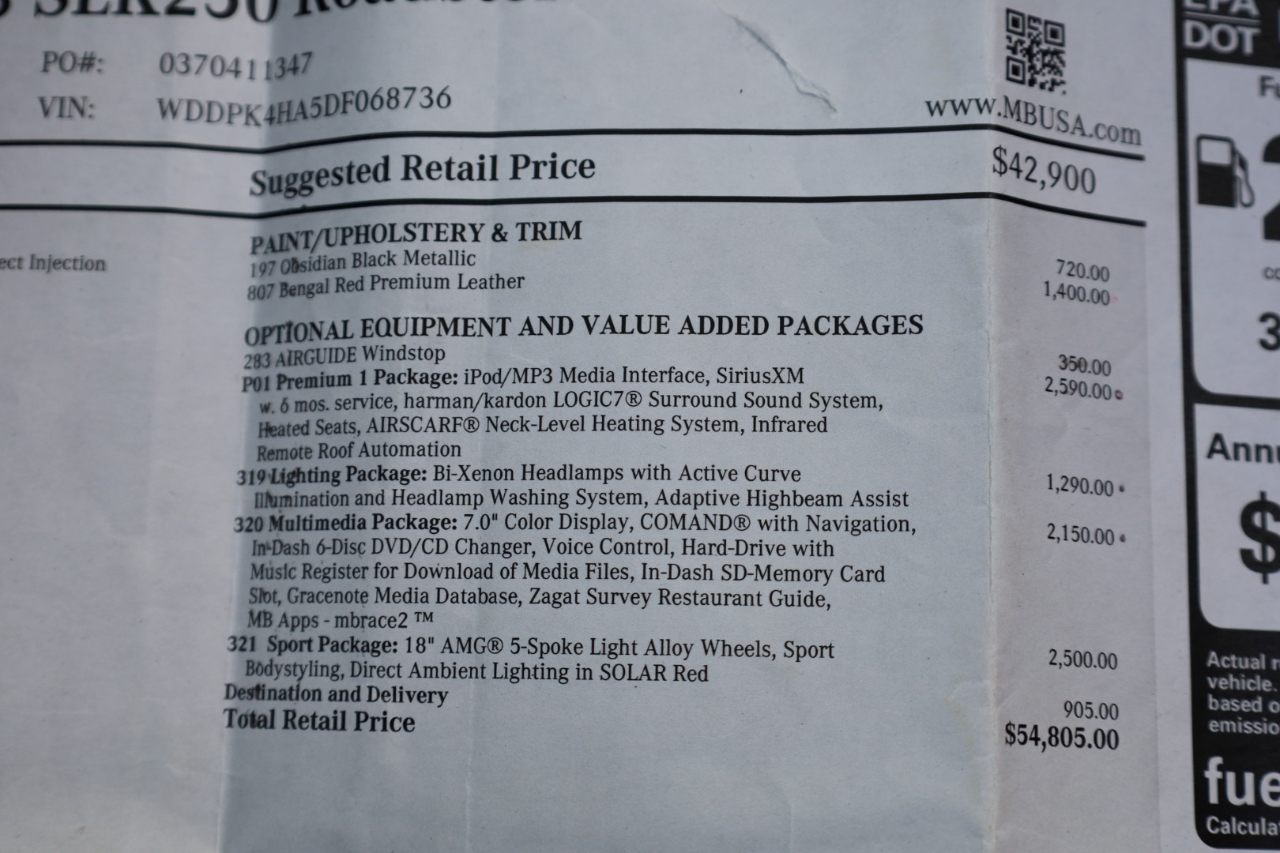 SLK250 Roadster
PO#: 0370411347
VIN: WDDPK4HA5DF068736
www.MBUSA.com
Suggested Retail Price $42,900
ect Injection
PAINT/UPHOLSTERY & TRIM
197 Obsidian Black Metallic 720.00
807 Bengal Red Premium Leather 1,400.00
OPTIONAL EQUIPMENT AND VALUE ADDED PACKAGES
283 AIRGUIDE Windstop 350.00
P01 Premium 1 Package: iPod/MP3 Media Interface, SiriusXM 2,590.00
w. 6 mos. service, harman/kardon LOGIC7® Surround Sound System,
Heated Seats, AIRSCARF® Neck-Level Heating System, Infrared
Remote Roof Automation
319 Lighting Package: Bi-Xenon Headlamps with Active Curve 1,290.00
Illumination and Headlamp Washing System, Adaptive Highbeam Assist
320 Multimedia Package: 7.0" Color Display, COMAND® with Navigation, 2,150.00
In-Dash 6-Disc DVD/CD Changer, Voice Control, Hard-Drive with
Music Register for Download of Media Files, In-Dash SD-Memory Card
Slot, Gracenote Media Database, Zagat Survey Restaurant Guide,
MB Apps - mbrace2 ™
321 Sport Package: 18" AMG® 5-Spoke Light Alloy Wheels, Sport 2,500.00
Bodystyling, Direct Ambient Lighting in SOLAR Red
Destination and Delivery 905.00
Total Retail Price $54,805.00
EPA
DOT
Fu
2
co
3
Annu
$
Actual r
vehicle.
based o
emissio
fue
Calcula